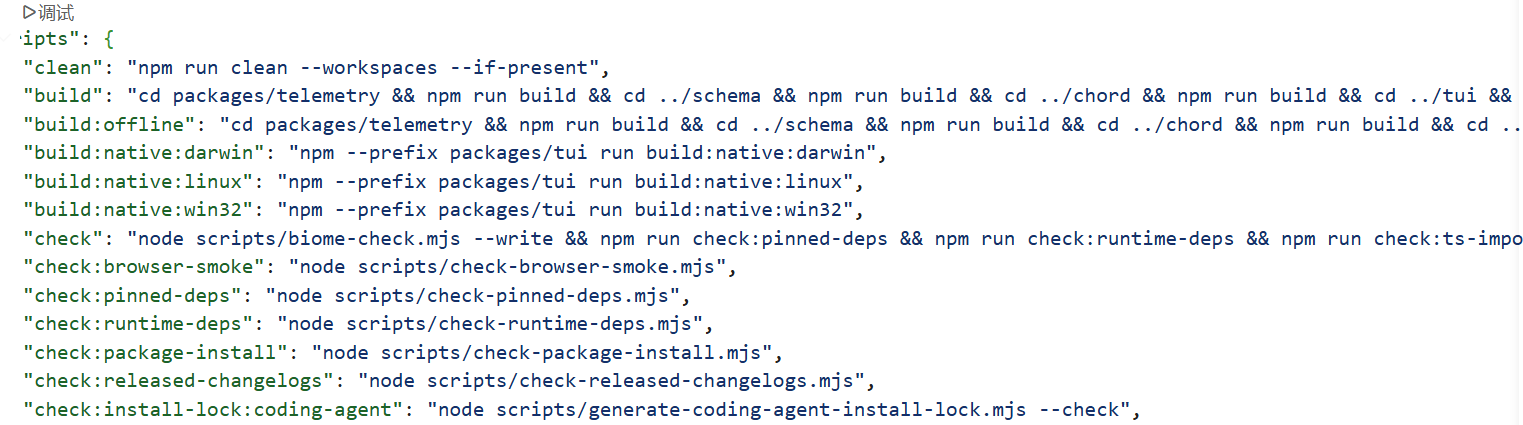 ▷调试
ipts": {
"clean": "npm run clean --workspaces --if-present",
"build": "cd packages/telemetry && npm run build && cd ../schema && npm run build && cd ../chord && npm run build && cd ../tui &&
"build:offline": "cd packages/telemetry && npm run build && cd ../schema && npm run build && cd ../chord && npm run build && cd ..
"build:native:darwin": "npm --prefix packages/tui run build:native:darwin",
"build:native:linux": "npm --prefix packages/tui run build:native:linux",
"build:native:win32": "npm --prefix packages/tui run build:native:win32",
"check": "node scripts/biome-check.mjs --write && npm run check:pinned-deps && npm run check:runtime-deps && npm run check:ts-impo
"check:browser-smoke": "node scripts/check-browser-smoke.mjs",
"check:pinned-deps": "node scripts/check-pinned-deps.mjs",
"check:runtime-deps": "node scripts/check-runtime-deps.mjs",
"check:package-install": "node scripts/check-package-install.mjs",
"check:released-changelogs": "node scripts/check-released-changelogs.mjs",
"check:install-lock:coding-agent": "node scripts/generate-coding-agent-install-lock.mjs --check",